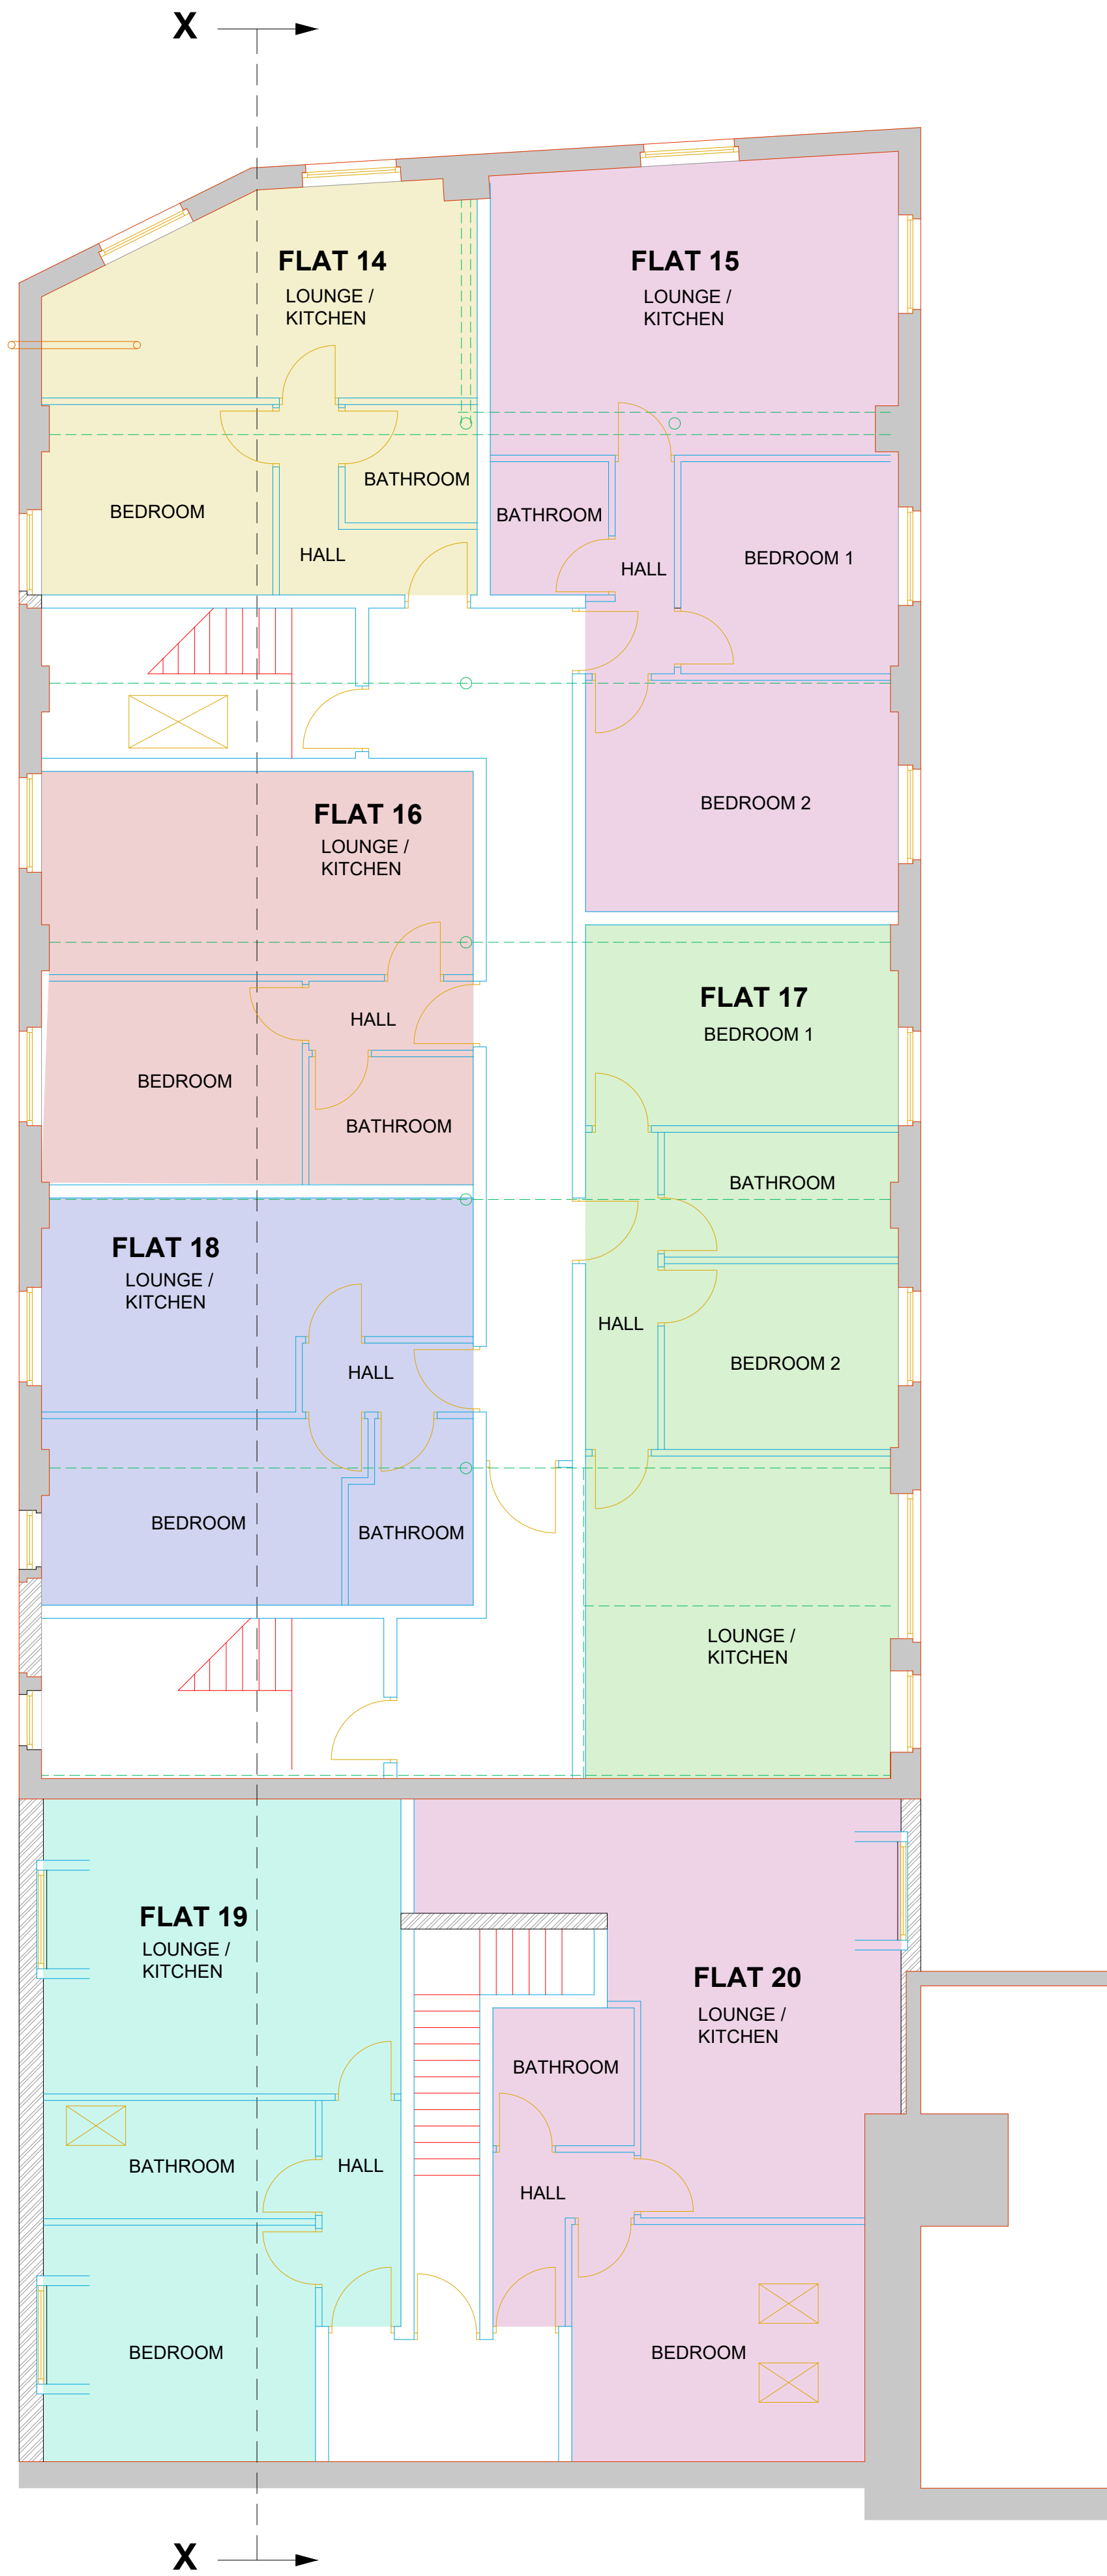 X
FLAT 14
LOUNGE /
KITCHEN
FLAT 15
LOUNGE /
KITCHEN
BATHROOM
BEDROOM
HALL
BATHROOM
HALL
BEDROOM 1
BEDROOM 2
FLAT 16
LOUNGE /
KITCHEN
HALL
BEDROOM
BATHROOM
FLAT 17
BEDROOM 1
BATHROOM
HALL
BEDROOM 2
LOUNGE /
KITCHEN
FLAT 18
LOUNGE /
KITCHEN
HALL
BEDROOM
BATHROOM
FLAT 19
LOUNGE /
KITCHEN
BATHROOM
HALL
BEDROOM
FLAT 20
LOUNGE /
KITCHEN
BATHROOM
HALL
BEDROOM
X